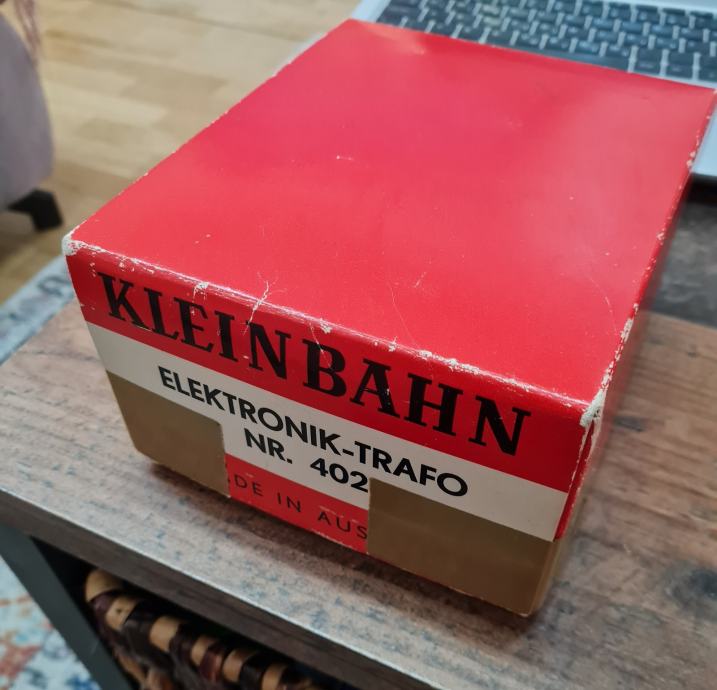 KLEINBAHN
ELEKTRONIK-TRAFO
NR. 402
DE IN AUS